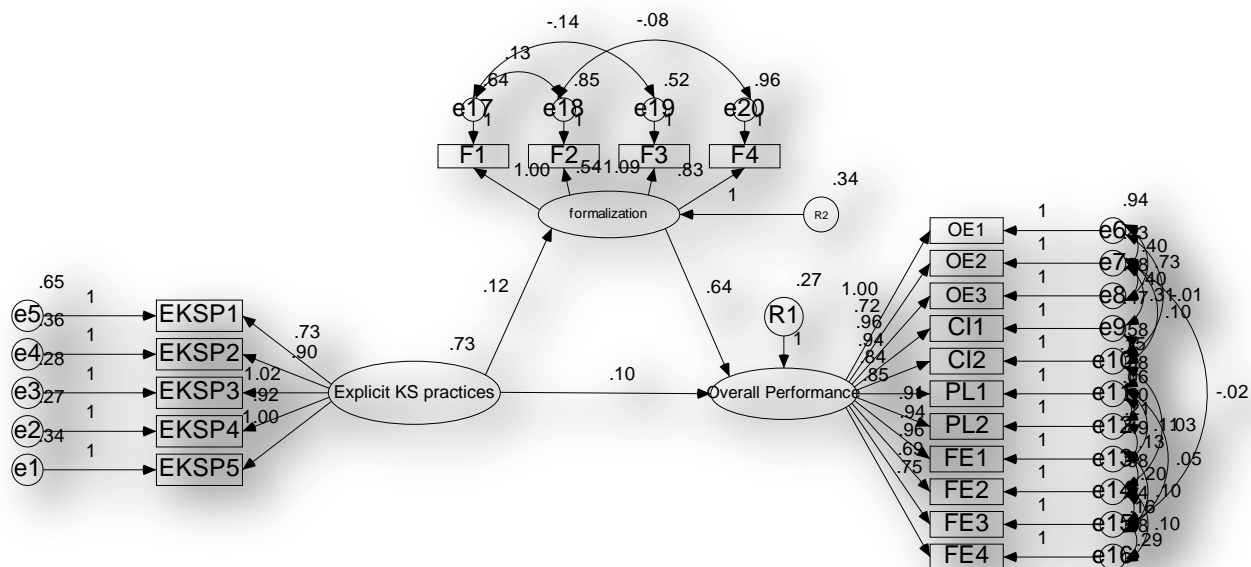 -.14
-.08
.13
.64
.85
.52
.96
e17
e18
e19
e20
1
1
1
1
F1
F2
F3
F4
1.00
.54
1.09
.83
1
.34
formalization
R2
.12
.64
.27
R1
1
.73
.10
Explicit KS practices
Overall Performance
.65
e5
1
EKSP1
.73
.36
e4
1
EKSP2
.90
.28
e3
1
EKSP3
1.02
.27
e2
1
EKSP4
.92
.34
e1
1
EKSP5
1.00
.94
OE1
1
e6
1.00
OE2
1
e7
.72
.40
.73
OE3
1
e8
.96
.40
.31
-.01
CI1
1
e9
.94
.10
CI2
1
e10
.84
.58
PL1
1
.85
-.02
PL2
1
.91
FE1
1
e13
.94
.11
.03
.13
FE2
1
e14
.96
.20
.05
FE3
1
e15
.69
.10
.16
FE4
1
e16
.75
.10
.29